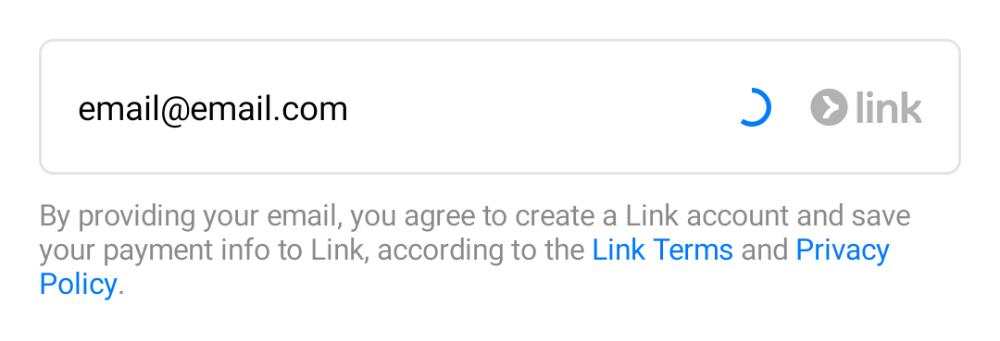 email@email.com link
By providing your email, you agree to create a Link account and save
your payment info to Link, according to the Link Terms and Privacy
Policy.